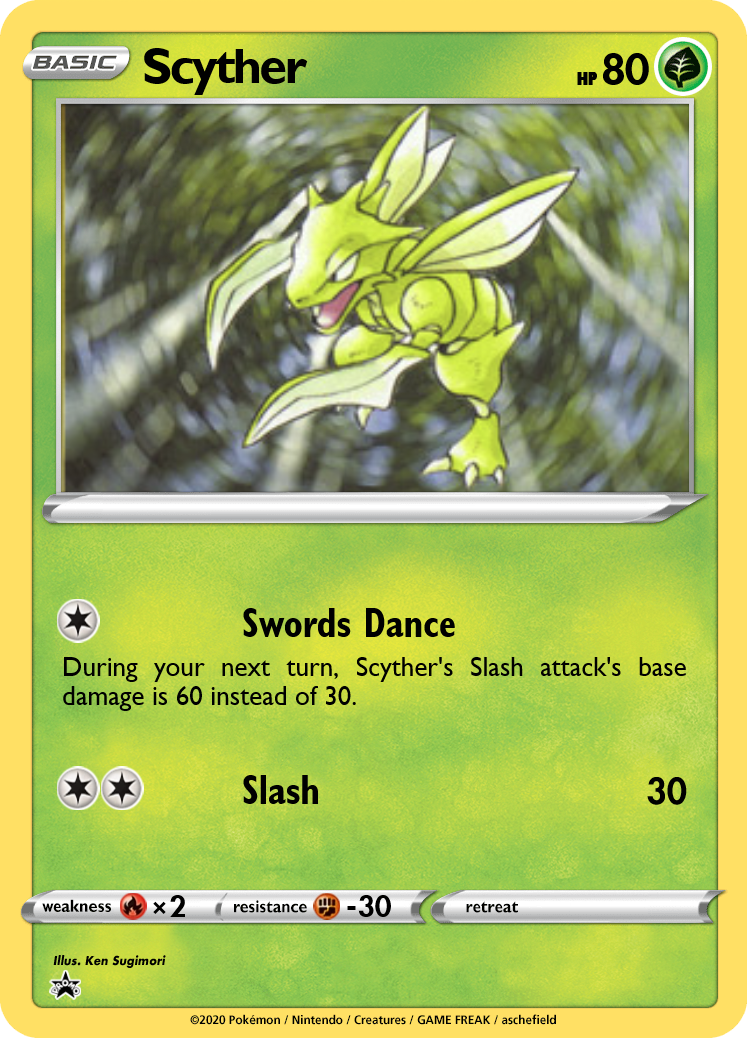 BASIC Scyther HP 80
Swords Dance
During your next turn, Scyther's Slash attack's base
damage is 60 instead of 30.
Slash 30
weakness ×2 resistance -30 retreat
Illus. Ken Sugimori
PROMO
©2020 Pokémon / Nintendo / Creatures / GAME FREAK / aschefield